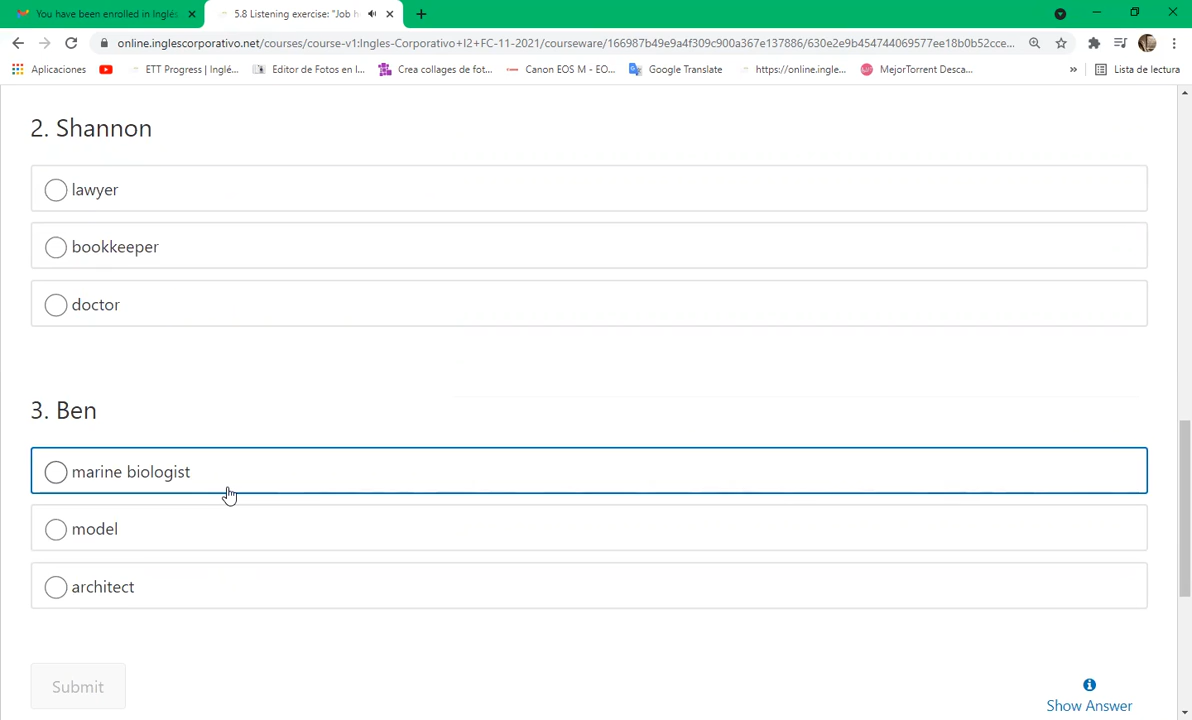 You have been enrolled in Inglés
5.8 Listening exercise: "Job h
online.inglescorporativo.net/courses/course-v1:Ingles-Corporativo+I2+FC-11-2021/courseware/166987b49e9a4f309c900a367e137886/630e2e9b454744069577ee18b0b52cce...
Aplicaciones
ETT Progress | Inglé...
Editor de Fotos en l...
Crea collages de fot...
Canon EOS M - EO...
Google Translate
https://online.ingle...
MejorTorrent Desca...
»
Lista de lectura
2. Shannon
lawyer
bookkeeper
doctor
3. Ben
marine biologist
model
architect
Submit
Show Answer